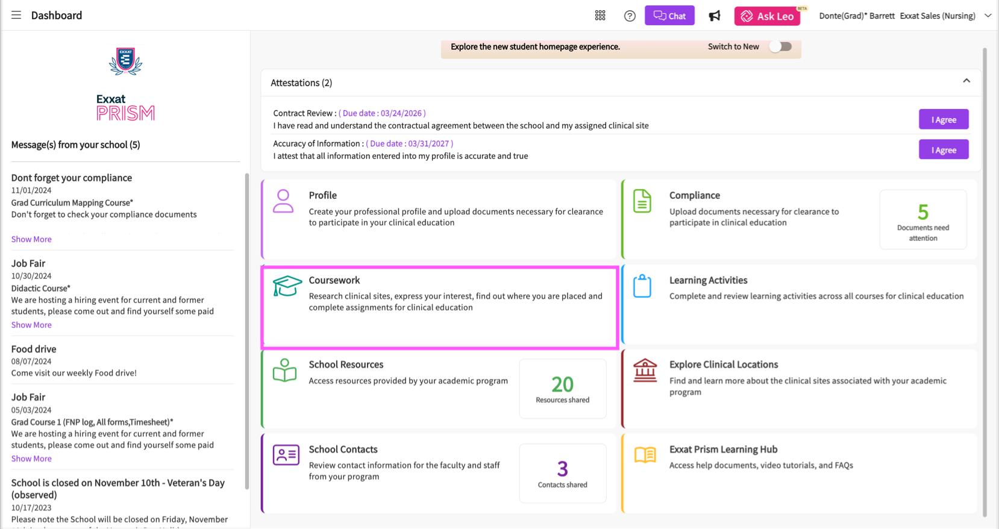 Dashboard
Chat
Ask Leo
BETA
Donte(Grad)* Barrett Exxat Sales (Nursing)
EXXAT
Exxat
PRISM
Message(s) from your school (5)
Dont forget your compliance
11/01/2024
Grad Curriculum Mapping Course*
Don't forget to check your compliance documents
Show More
Job Fair
10/30/2024
Didactic Course*
We are hosting a hiring event for current and former
students, please come out and find yourself some paid
Show More
Food drive
08/07/2024
Come visit our weekly Food drive!
Job Fair
05/03/2024
Grad Course 1 (FNP log, All forms,Timesheet)*
We are hosting a hiring event for current and former
students, please come out and find yourself some paid
Show More
School is closed on November 10th - Veteran's Day
(observed)
10/17/2023
Please note the School will be closed on Friday, November
Explore the new student homepage experience.
Switch to New
Attestations (2)
Contract Review : ( Due date : 03/24/2026 )
I have read and understand the contractual agreement between the school and my assigned clinical site
I Agree
Accuracy of Information : ( Due date : 03/31/2027 )
I attest that all information entered into my profile is accurate and true
I Agree
Profile
Create your professional profile and upload documents necessary for clearance
to participate in your clinical education
Compliance
Upload documents necessary for clearance to
participate in clinical education
5
Documents need
attention
Coursework
Research clinical sites, express your interest, find out where you are placed and
complete assignments for clinical education
Learning Activities
Complete and review learning activities across all courses for clinical education
School Resources
Access resources provided by your academic program
20
Resources shared
Explore Clinical Locations
Find and learn more about the clinical sites associated with your academic
program
School Contacts
Review contact information for the faculty and staff
from your program
3
Contacts shared
Exxat Prism Learning Hub
Access help documents, video tutorials, and FAQs